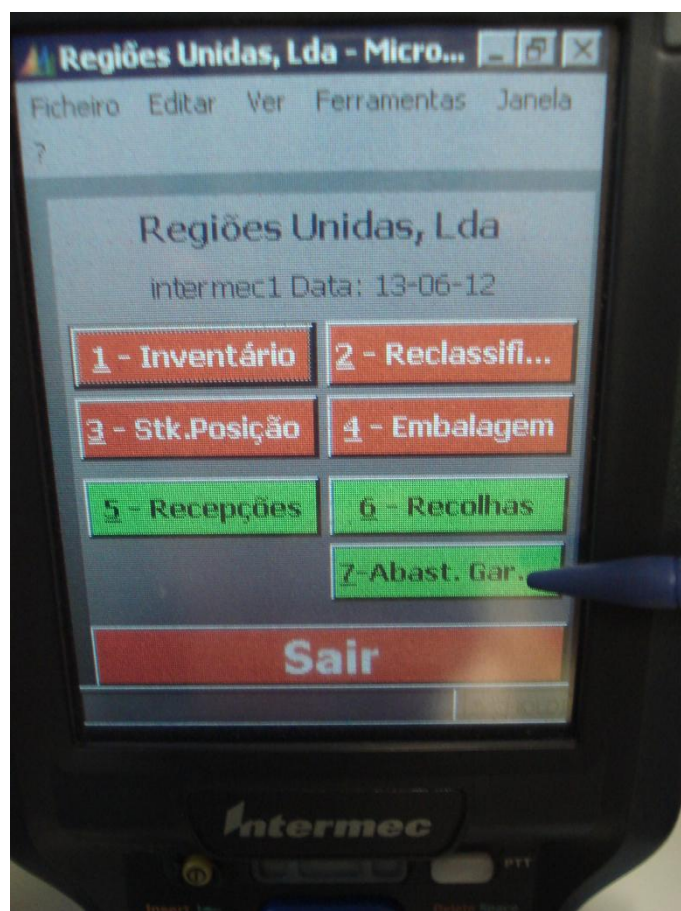 Regiões Unidas, Lda - Micro...
Ficheiro Editar Ver Ferramentas Janela
?
Regiões Unidas, Lda
intermec1 Data: 13-06-12
1 - Inventário 2 - Reclassifi...
3 - Stk.Posição 4 - Embalagem
5 - Recepções 6 - Recolhas
7-Abast. Gar...
Sair
Intermec
PTT